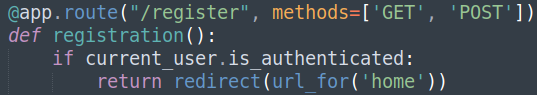 @app.route("/register", methods=['GET', 'POST'])
def registration():
    if current_user.is_authenticated:
        return redirect(url_for('home'))